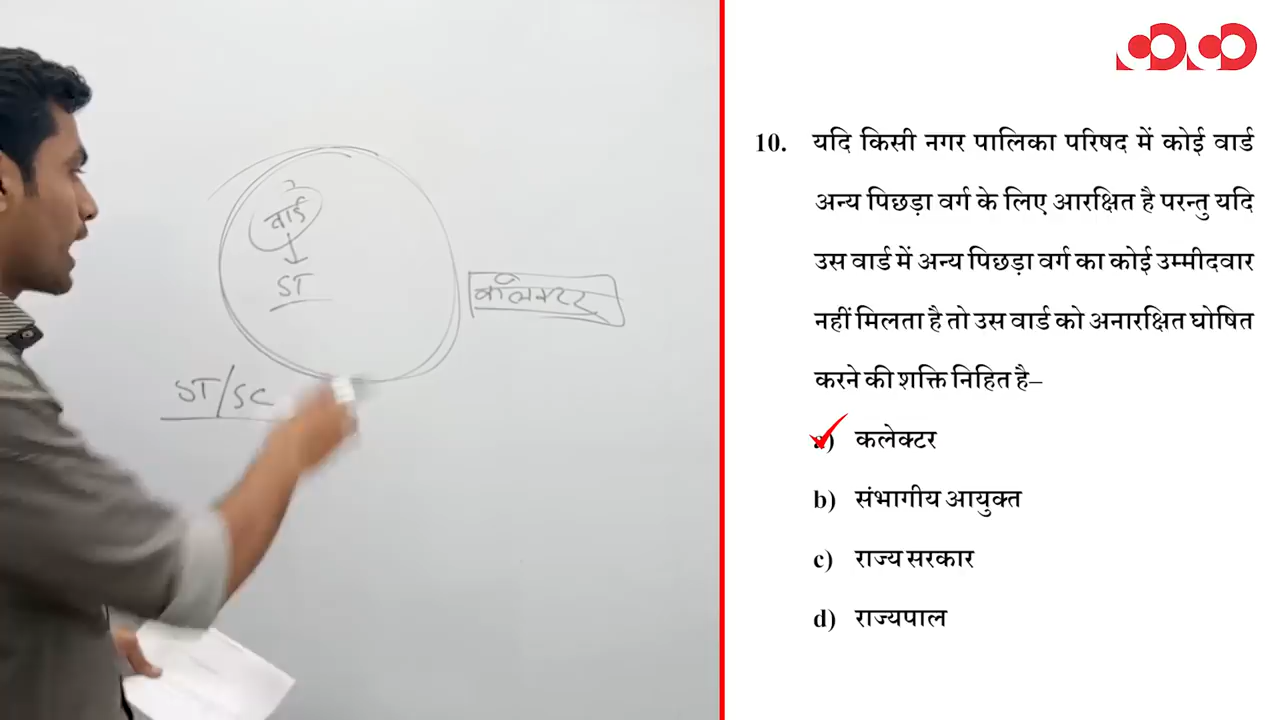 वार्ड
ST
कलेक्टर
ST/SC
10. यदि किसी नगर पालिका परिषद में कोई वार्ड
अन्य पिछड़ा वर्ग के लिए आरक्षित है परन्तु यदि
उस वार्ड में अन्य पिछड़ा वर्ग का कोई उम्मीदवार
नहीं मिलता है तो उस वार्ड को अनारक्षित घोषित
करने की शक्ति निहित है–
a) कलेक्टर
b) संभागीय आयुक्त
c) राज्य सरकार
d) राज्यपाल